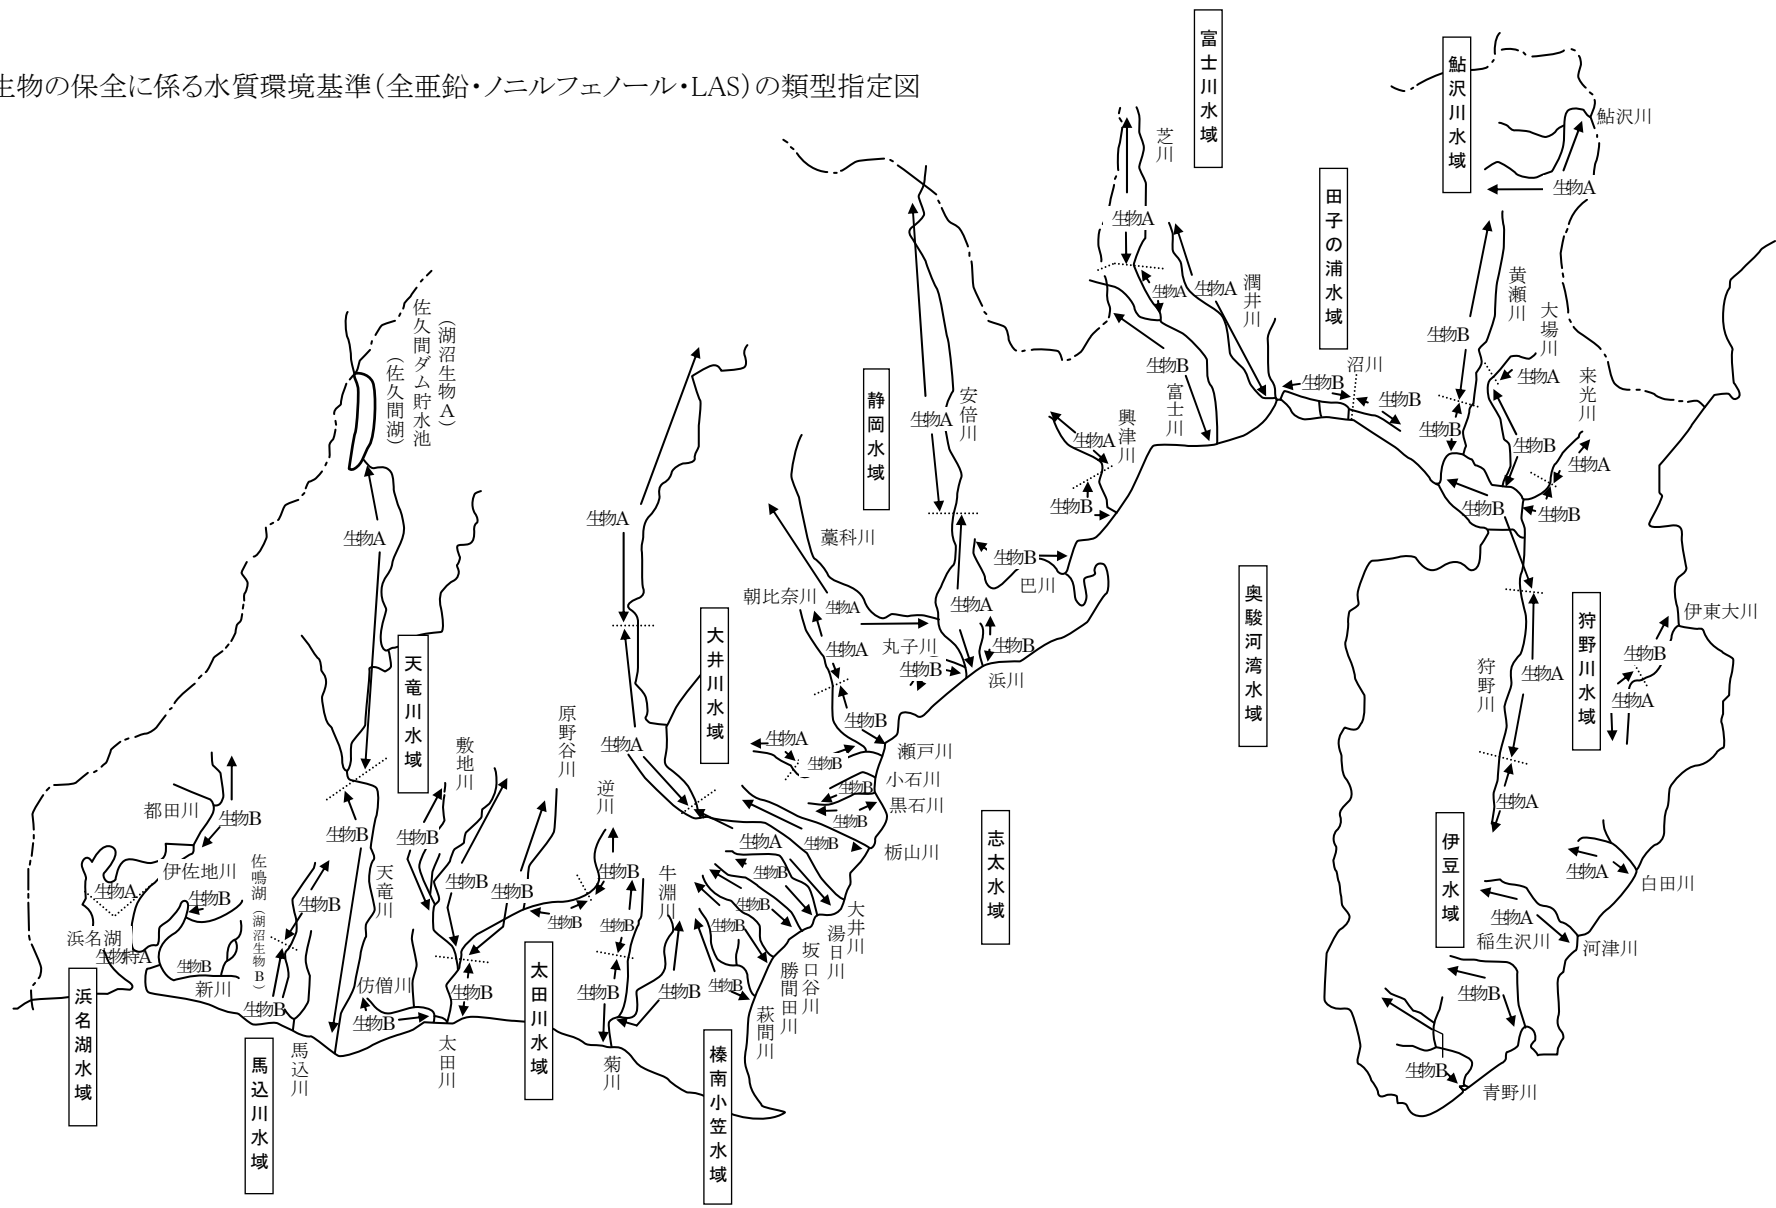 生物の保全に係る水質環境基準(全亜鉛・ノニルフェノール・LAS)の類型指定図
富士川水域
鮎沢川水域
鮎沢川
生物A
芝川
生物A
生物A
田子の浦水域
潤井川
生物A
生物B
富士川
沼川
生物B
生物B
黄瀬川
生物B
生物B
大場川
生物A
生物B
来光川
生物A
生物B
生物B
狩野川
生物A
生物A
狩野川水域
伊東大川
生物B
生物A
奥駿河湾水域
伊豆水域
白田川
生物A
河津川
生物A
稲生沢川
生物B
青野川
生物B
静岡水域
安倍川
生物A
生物A
興津川
生物A
生物B
巴川
生物B
藁科川
生物A
丸子川
生物B
浜川
生物B
朝比奈川
生物A
生物B
瀬戸川
生物A
生物B
小石川
生物B
黒石川
生物B
栃山川
生物B
志太水域
大井川水域
生物A
生物A
生物A
大井川
湯日川
生物B
坂口谷川
生物B
勝間田川
生物B
萩間川
生物B
榛南小笠水域
牛淵川
生物B
菊川
生物B
生物B
太田川水域
逆川
生物B
生物B
原野谷川
生物B
敷地川
生物B
生物B
生物B
太田川
仿僧川
生物B
天竜川水域
佐久間ダム貯水池
(佐久間湖)
(湖沼生物A)
生物A
生物B
天竜川
馬込川水域
馬込川
生物B
生物B
浜名湖水域
都田川
生物B
伊佐地川
生物B
佐鳴湖(湖沼生物B)
生物A
浜名湖
生物特A
生物B
新川